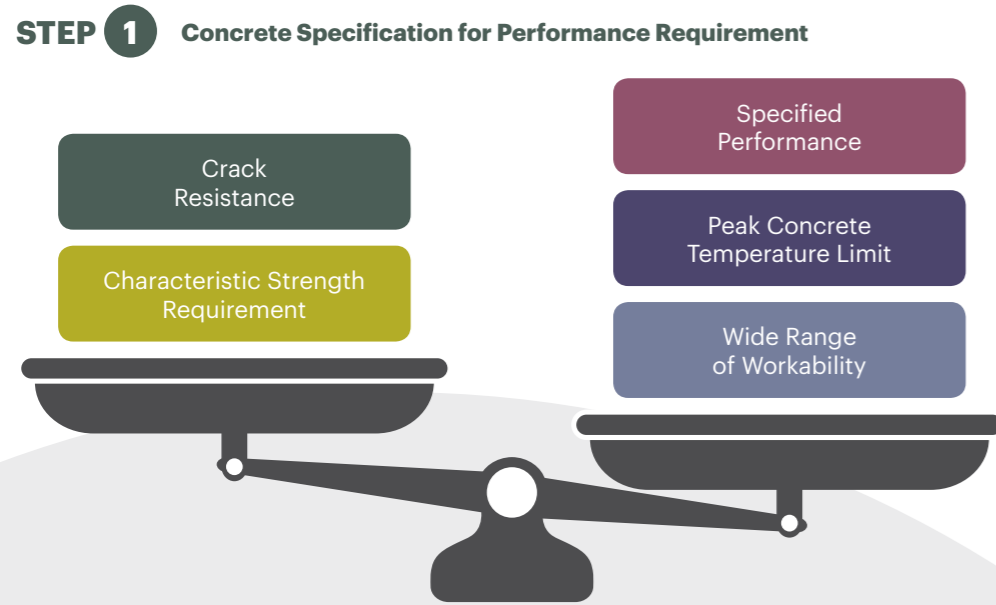 STEP 1 Concrete Specification for Performance Requirement
Crack
Resistance
Characteristic Strength
Requirement
Specified
Performance
Peak Concrete
Temperature Limit
Wide Range
of Workability